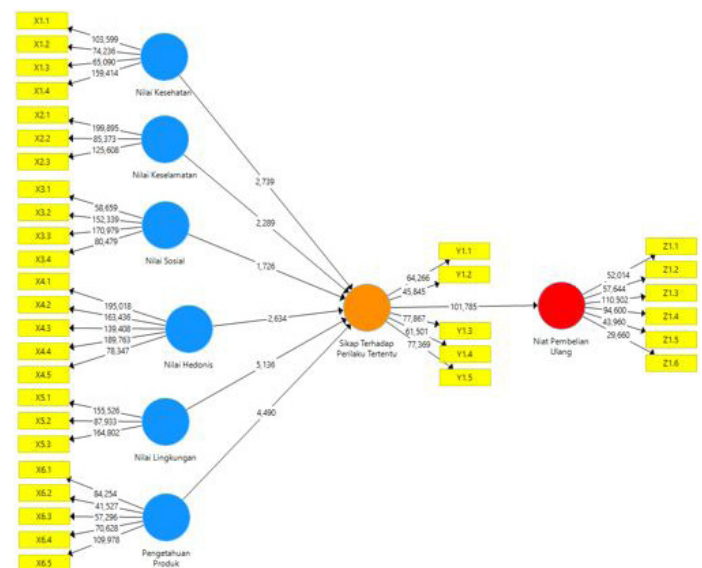 X1.1
X1.2
X1.3
X1.4
103,599
74,236
65,090
159,414
Nilai Kesehatan
X2.1
X2.2
X2.3
199,895
85,373
125,608
Nilai Keselamatan
X3.1
X3.2
X3.3
X3.4
58,659
152,339
170,979
80,479
Nilai Sosial
X4.1
X4.2
X4.3
X4.4
X4.5
195,018
163,436
139,408
189,763
78,347
Nilai Hedonis
X5.1
X5.2
X5.3
155,526
87,933
164,802
Nilai Lingkungan
X6.1
X6.2
X6.3
X6.4
X6.5
84,254
41,527
57,296
70,628
109,978
Pengetahuan
Produk
2,739
2,289
1,726
2,634
5,136
4,490
Sikap Terhadap
Perilaku Tertentu
Y1.1
Y1.2
Y1.3
Y1.4
Y1.5
64,266
45,845
77,867
61,501
77,369
101,785
Niat Pembelian
Ulang
52,014
57,644
110,502
94,600
43,960
29,660
Z1.1
Z1.2
Z1.3
Z1.4
Z1.5
Z1.6